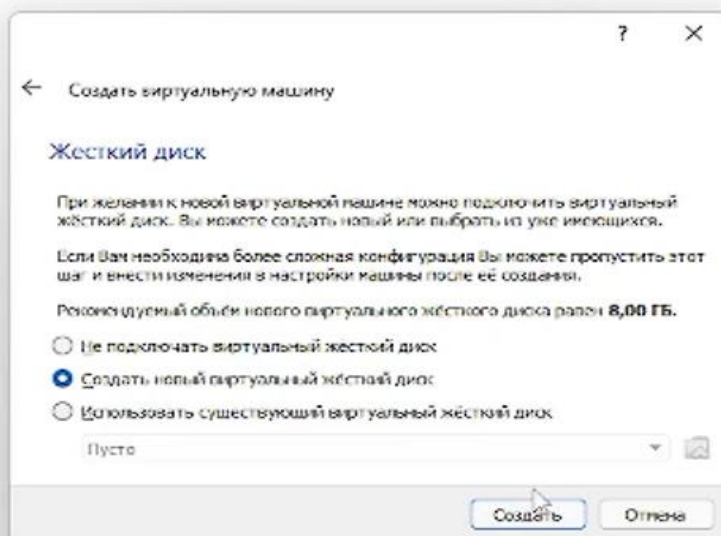 ?
Создать виртуальную машину
Жесткий диск
При желании к новой виртуальной машине можно подключить виртуальный
жёсткий диск. Вы можете создать новый или выбрать из уже имеющихся.
Если Вам необходима более сложная конфигурация Вы можете пропустить этот
шаг и внести изменения в настройки машины после её создания.
Рекомендуемый объём нового виртуального жёсткого диска равен 8,00 ГБ.
Не подключать виртуальный жесткий диск
Создать новый виртуальный жёсткий диск
Использовать существующий виртуальный жёсткий диск
Пусто
Создать Отмена